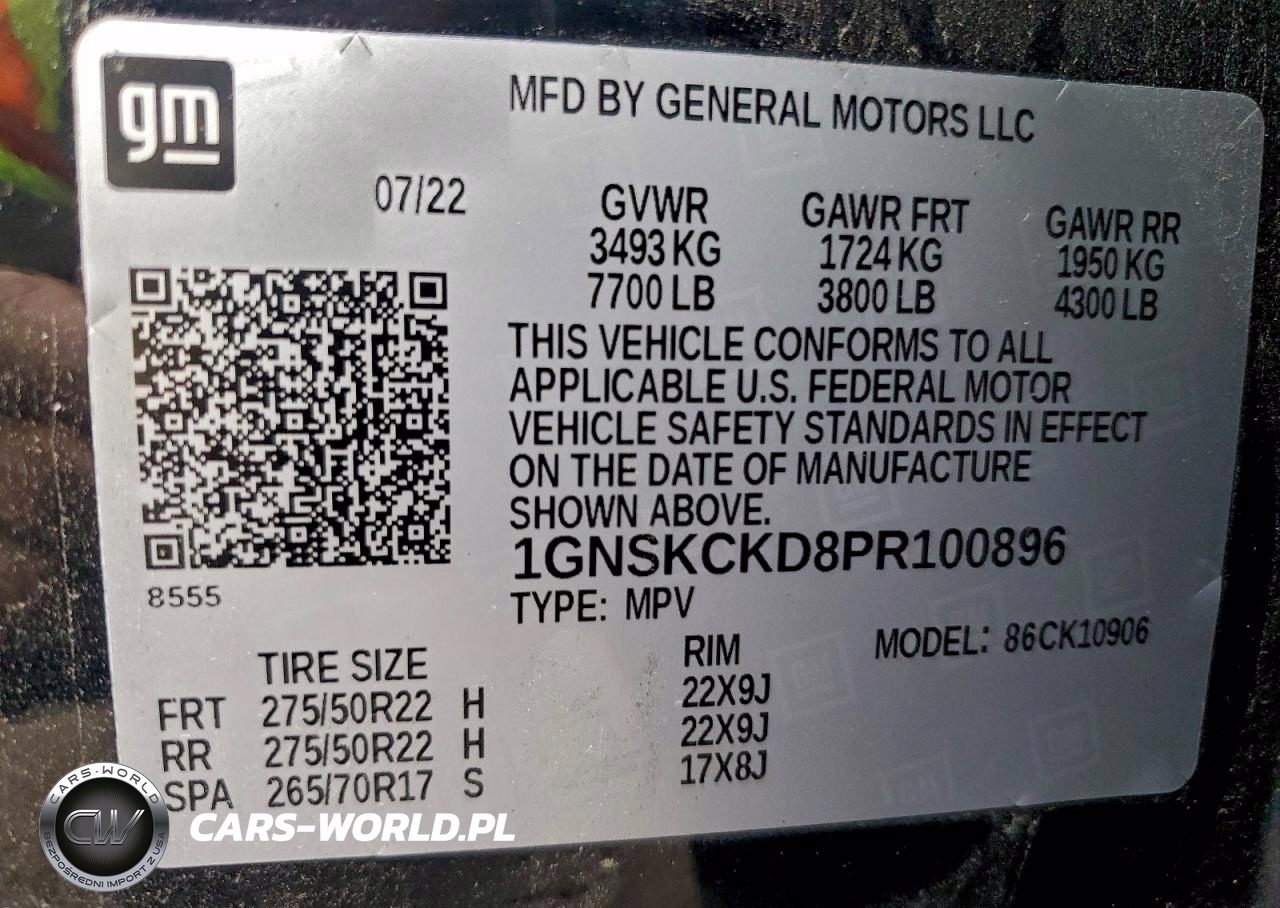 gm
MFD BY GENERAL MOTORS LLC
07/22
GVWR GAWR FRT GAWR RR
3493 KG 1724 KG 1950 KG
7700 LB 3800 LB 4300 LB
THIS VEHICLE CONFORMS TO ALL
APPLICABLE U.S. FEDERAL MOTOR
VEHICLE SAFETY STANDARDS IN EFFECT
ON THE DATE OF MANUFACTURE
SHOWN ABOVE.
1GNSKCKD8PR100896
8555
TYPE: MPV
MODEL: 86CK10906
TIRE SIZE RIM
FRT 275/50R22 H 22X9J
RR 275/50R22 H 22X9J
SPA 265/70R17 S 17X8J
CARS-WORLD
CW
BEZPOŚREDNI IMPORT Z USA
CARS-WORLD.PL